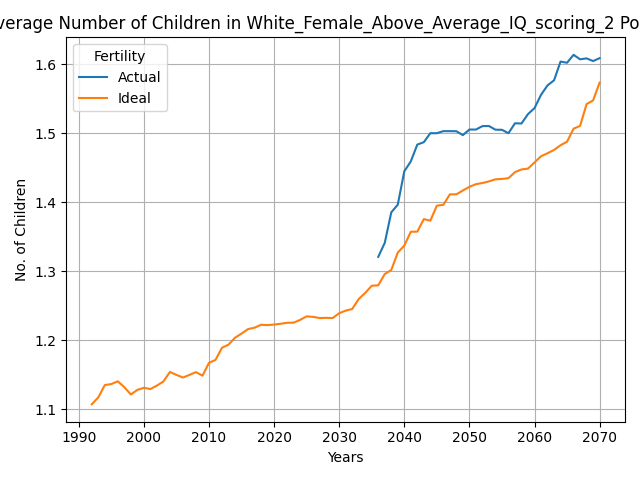 verage Number of Children in White_Female_Above_Average_IQ_scoring_2 Po
Fertility
Actual
Ideal
No. of Children
1.6
1.5
1.4
1.3
1.2
1.1
1990 2000 2010 2020 2030 2040 2050 2060 2070
Years